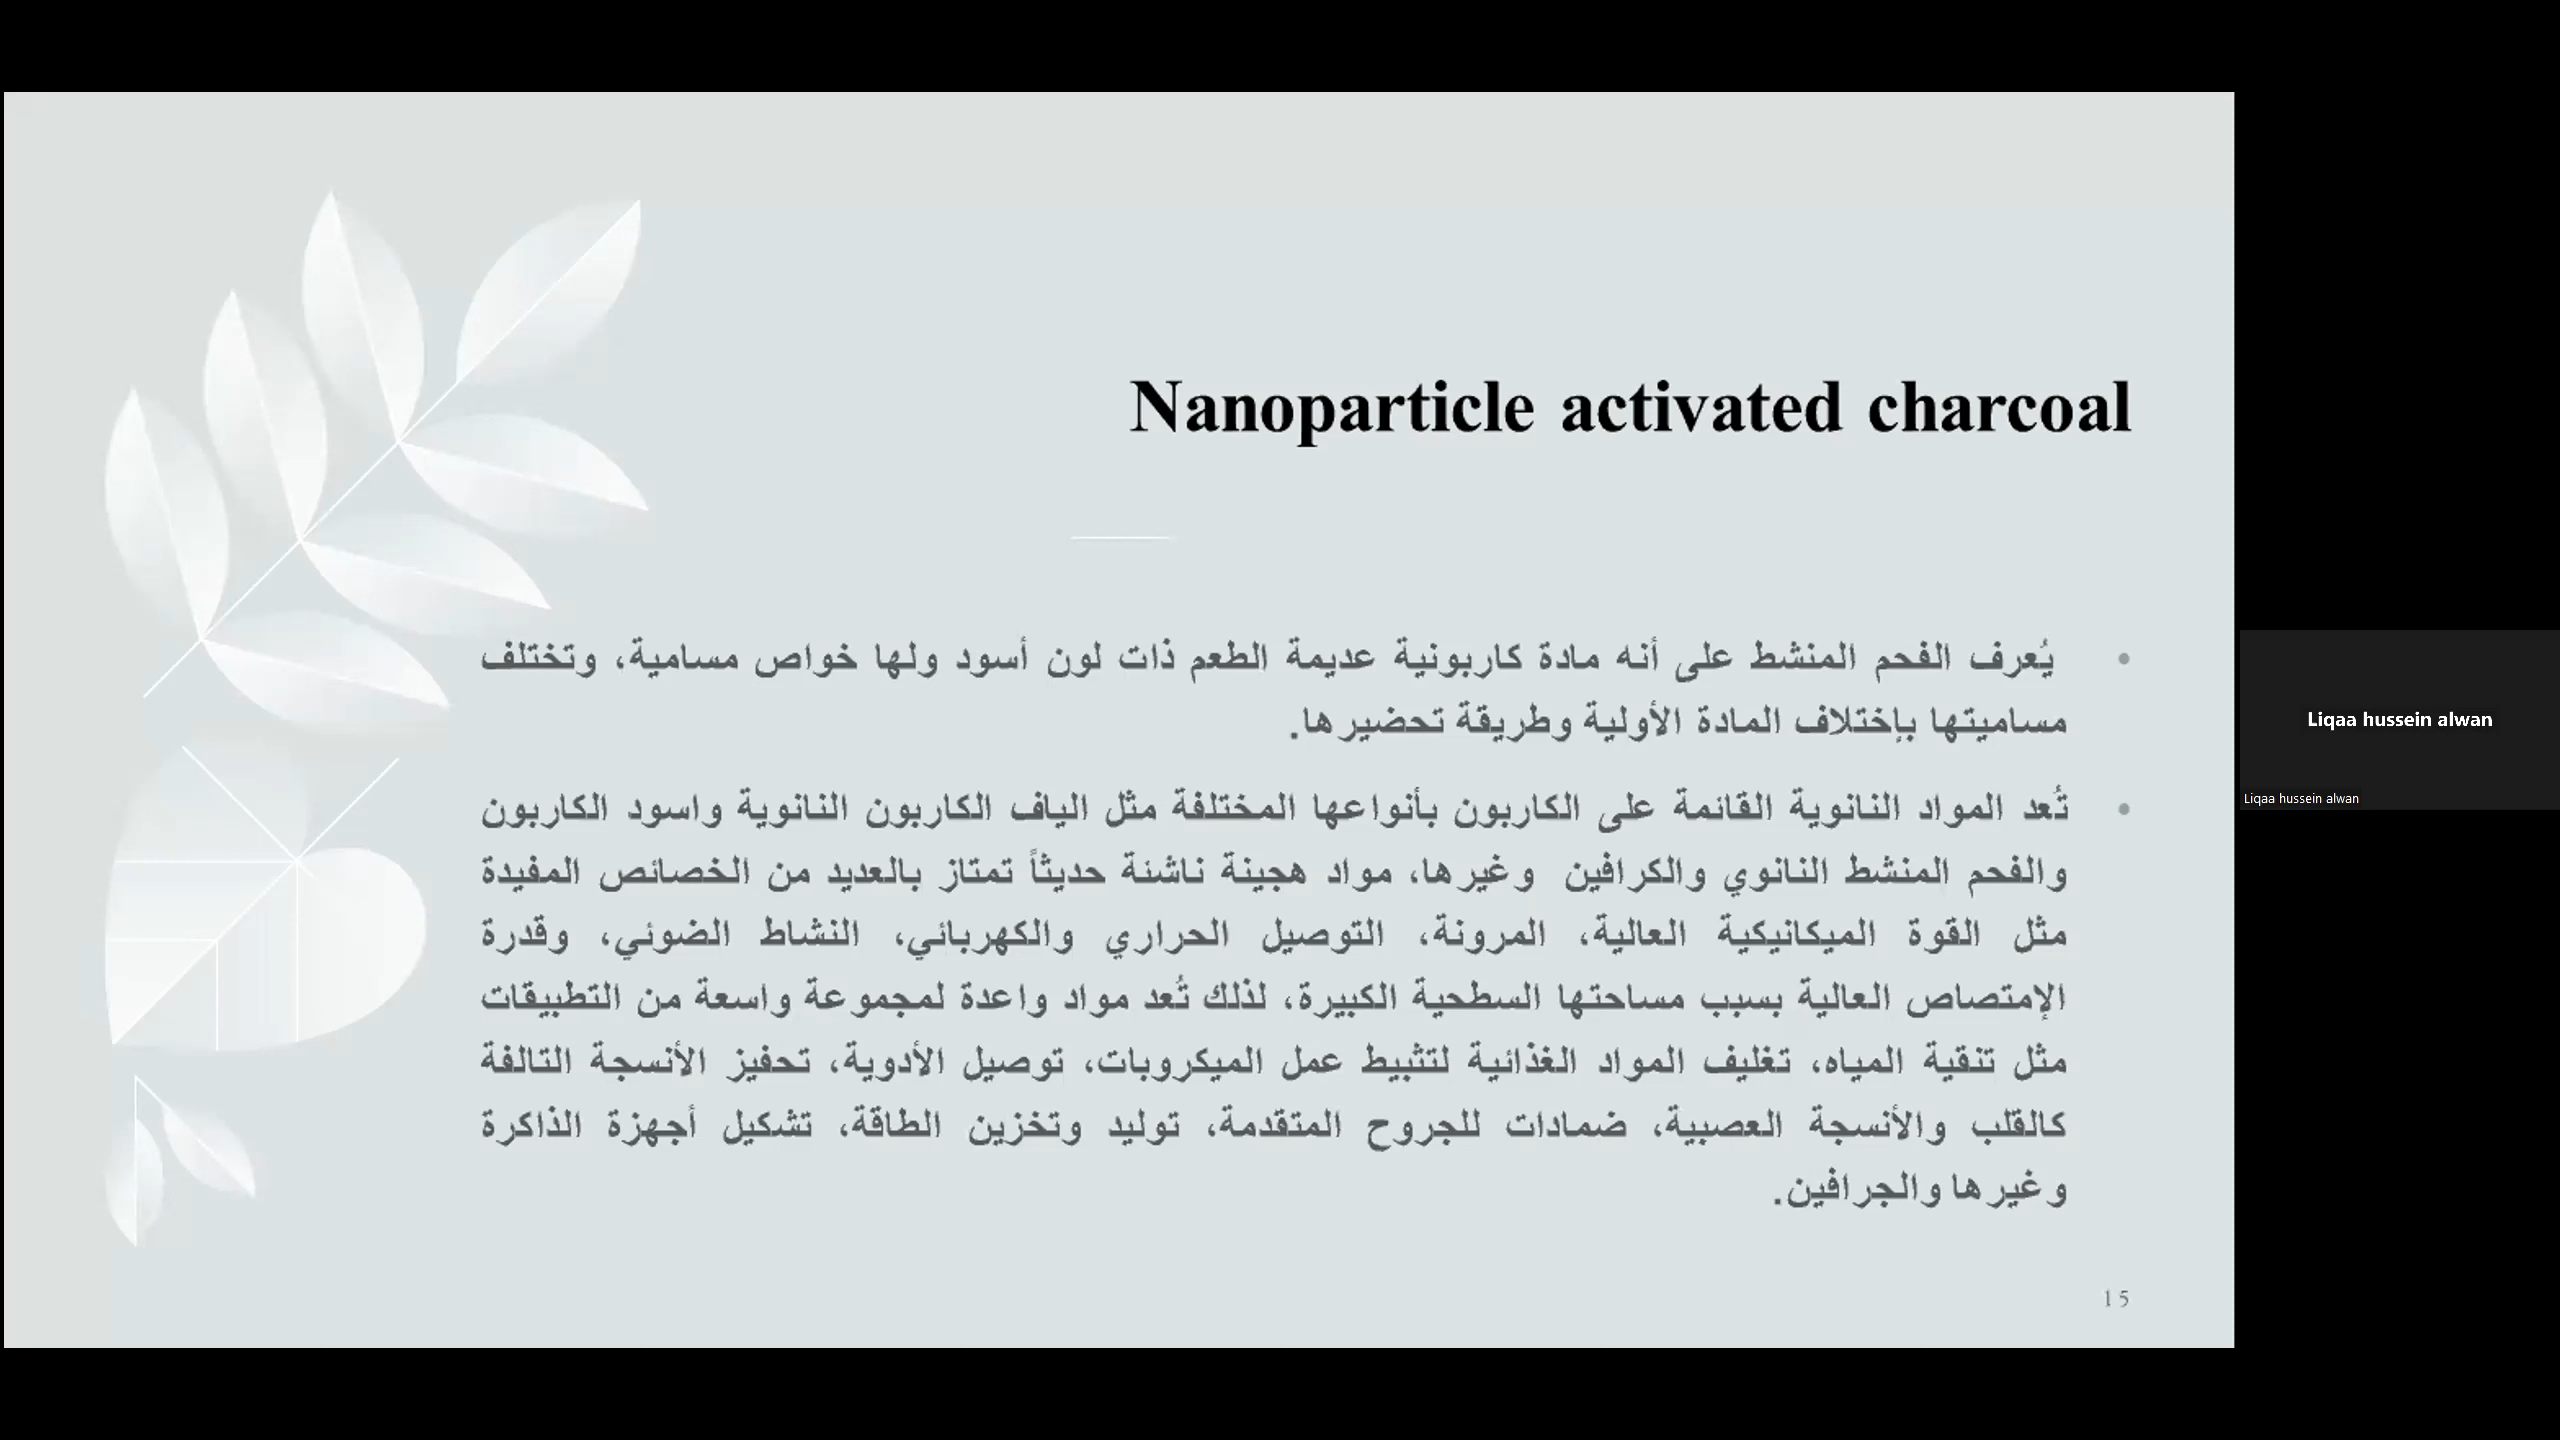 Nanoparticle activated charcoal
• يُعرف الفحم المنشط على أنه مادة كاربونية عديمة الطعم ذات لون أسود ولها خواص مسامية، وتختلف
مساميتها بإختلاف المادة الأولية وطريقة تحضيرها.
• تُعد المواد النانوية القائمة على الكاربون بأنواعها المختلفة مثل الياف الكاربون النانوية واسود الكاربون
والفحم المنشط النانوي والكرافين وغيرها، مواد هجينة ناشئة حديثاً تمتاز بالعديد من الخصائص المفيدة
مثل القوة الميكانيكية العالية، المرونة، التوصيل الحراري والكهربائي، النشاط الضوئي، وقدرة
الإمتصاص العالية بسبب مساحتها السطحية الكبيرة، لذلك تُعد مواد واعدة لمجموعة واسعة من التطبيقات
مثل تنقية المياه، تغليف المواد الغذائية لتثبيط عمل الميكروبات، توصيل الأدوية، تحفيز الأنسجة التالفة
كالقلب والأنسجة العصبية، ضمادات للجروح المتقدمة، توليد وتخزين الطاقة، تشكيل أجهزة الذاكرة
وغيرها والجرافين.
15
Liqaa hussein alwan
Liqaa hussein alwan